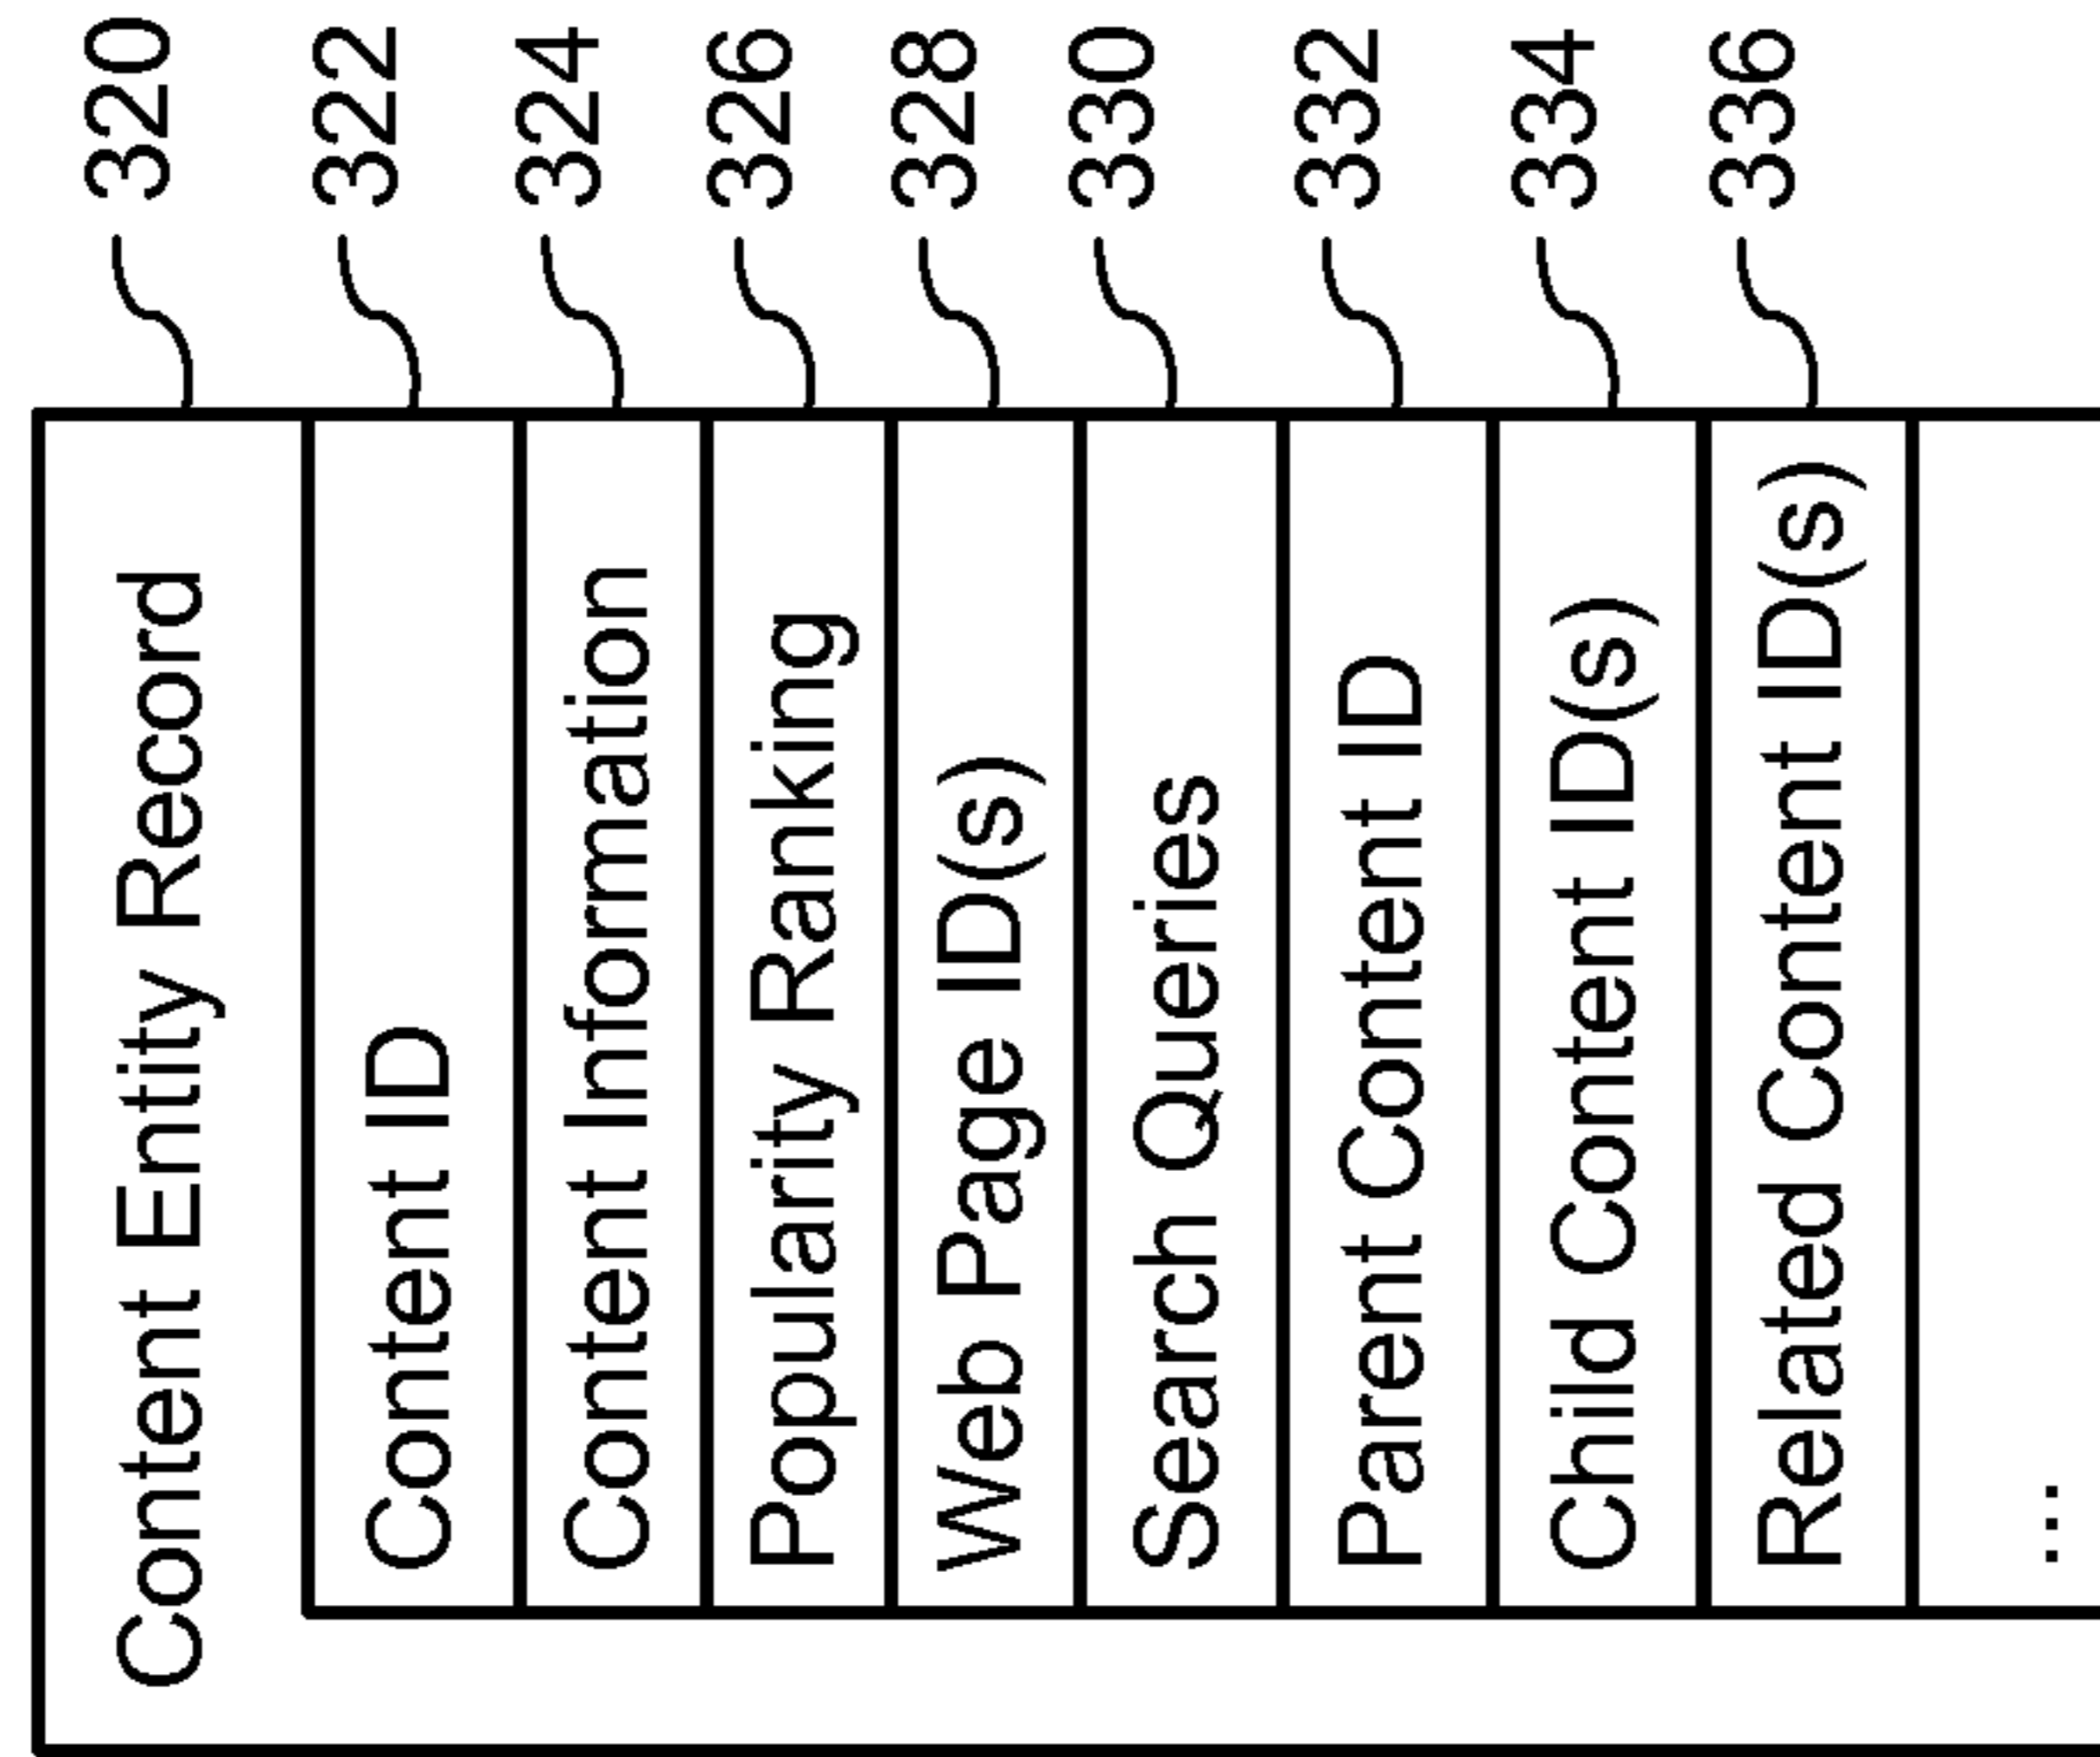 Content Entity Record 320
Content ID 322
Content Information 324
Popularity Ranking 326
Web Page ID(s) 328
Search Queries 330
Parent Content ID 332
Child Content ID(s) 334
Related Content ID(s) 336
...